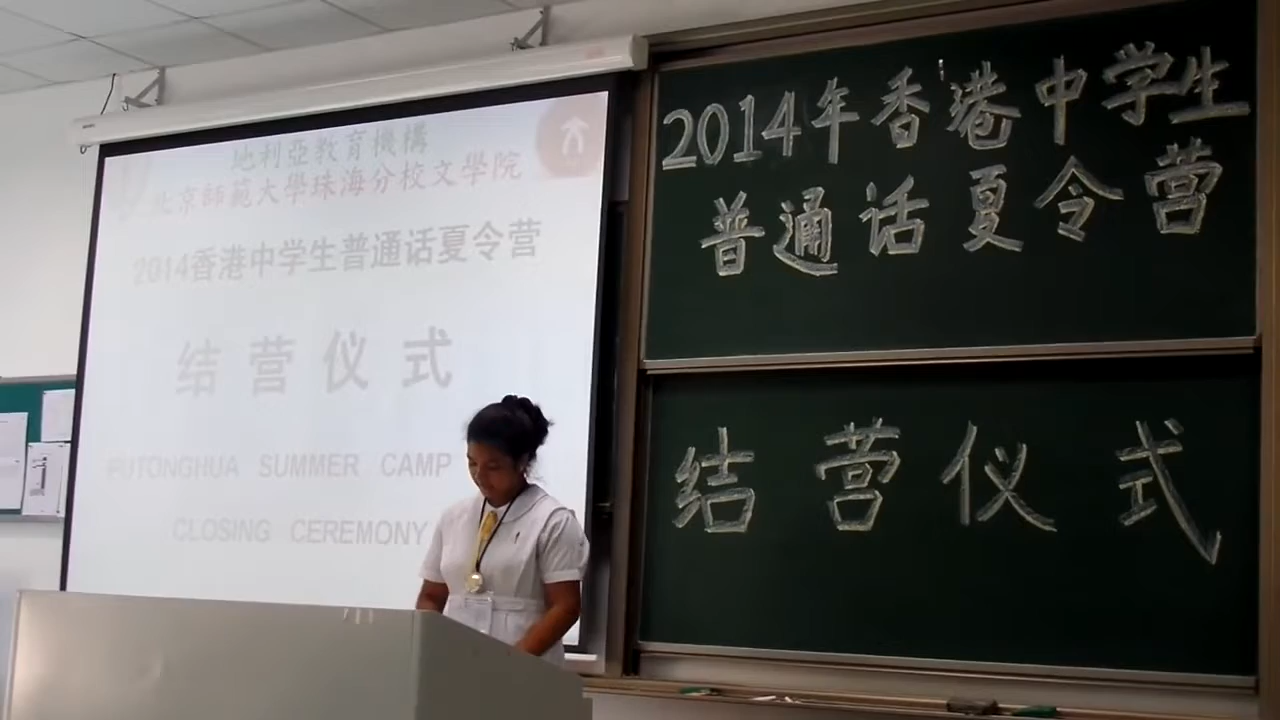 地利亞教育機構
北京師範大學珠海分校文學院
2014香港中学生普通话夏令营
结营仪式
PUTONGHUA SUMMER CAMP
CLOSING CEREMONY
2014年香港中学生
普通话夏令营
结营仪式